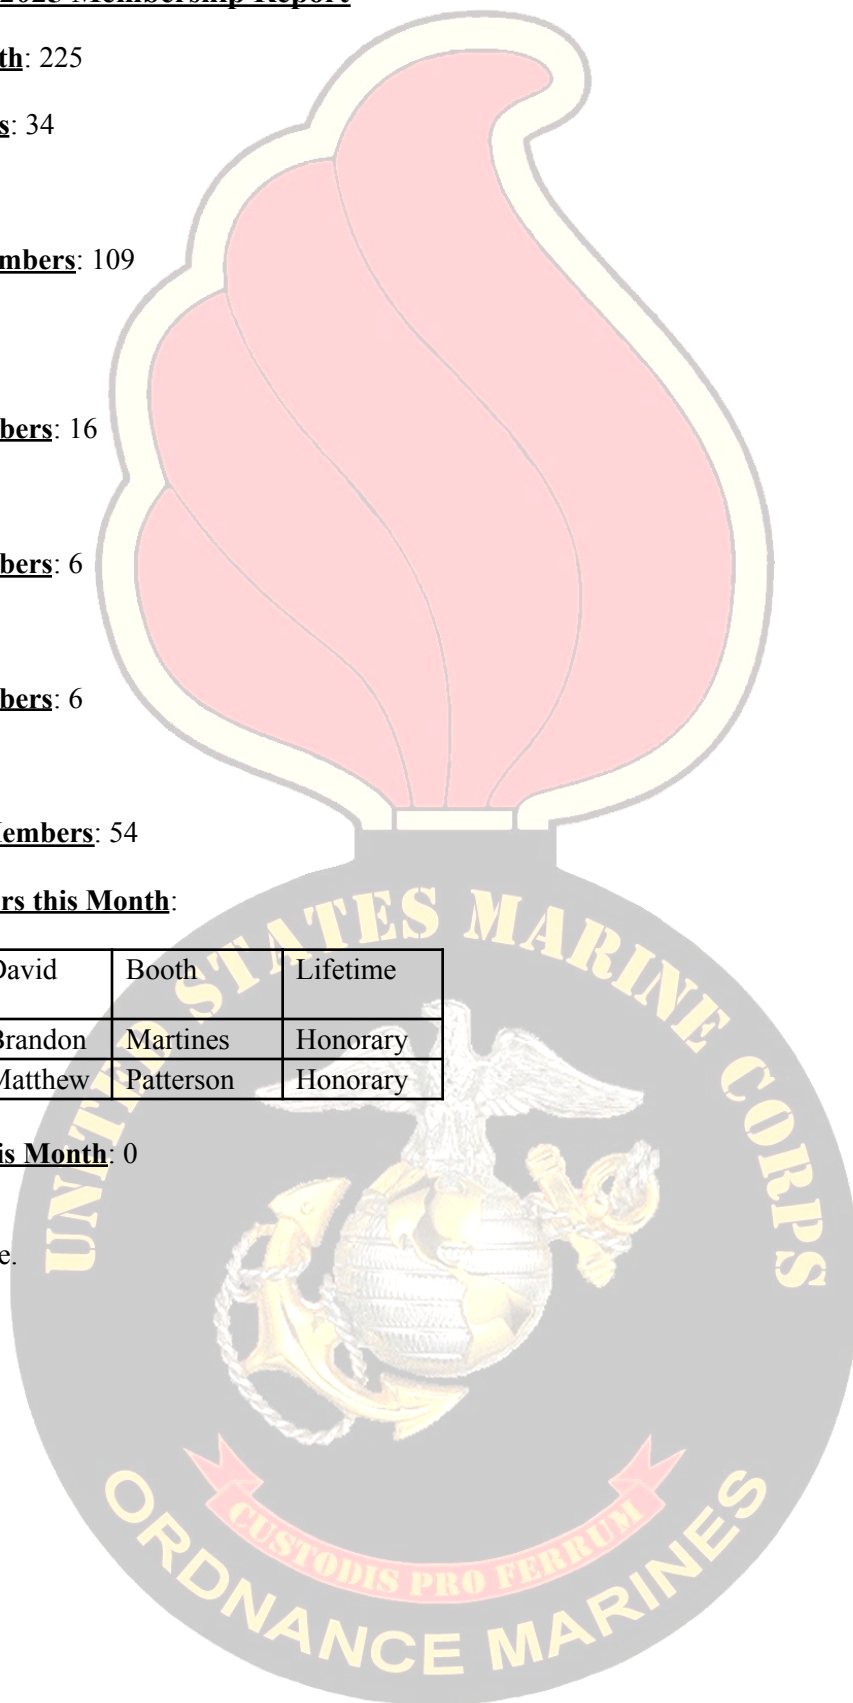 2025 Membership Report
th: 225
s: 34
mbers: 109
bers: 16
bers: 6
bers: 6
Members: 54
rs this Month:
David Booth Lifetime
Brandon Martines Honorary
Matthew Patterson Honorary
is Month: 0
e.
UNITED STATES MARINE CORPS
CUSTODIS PRO FERRUM
ORDNANCE MARINES